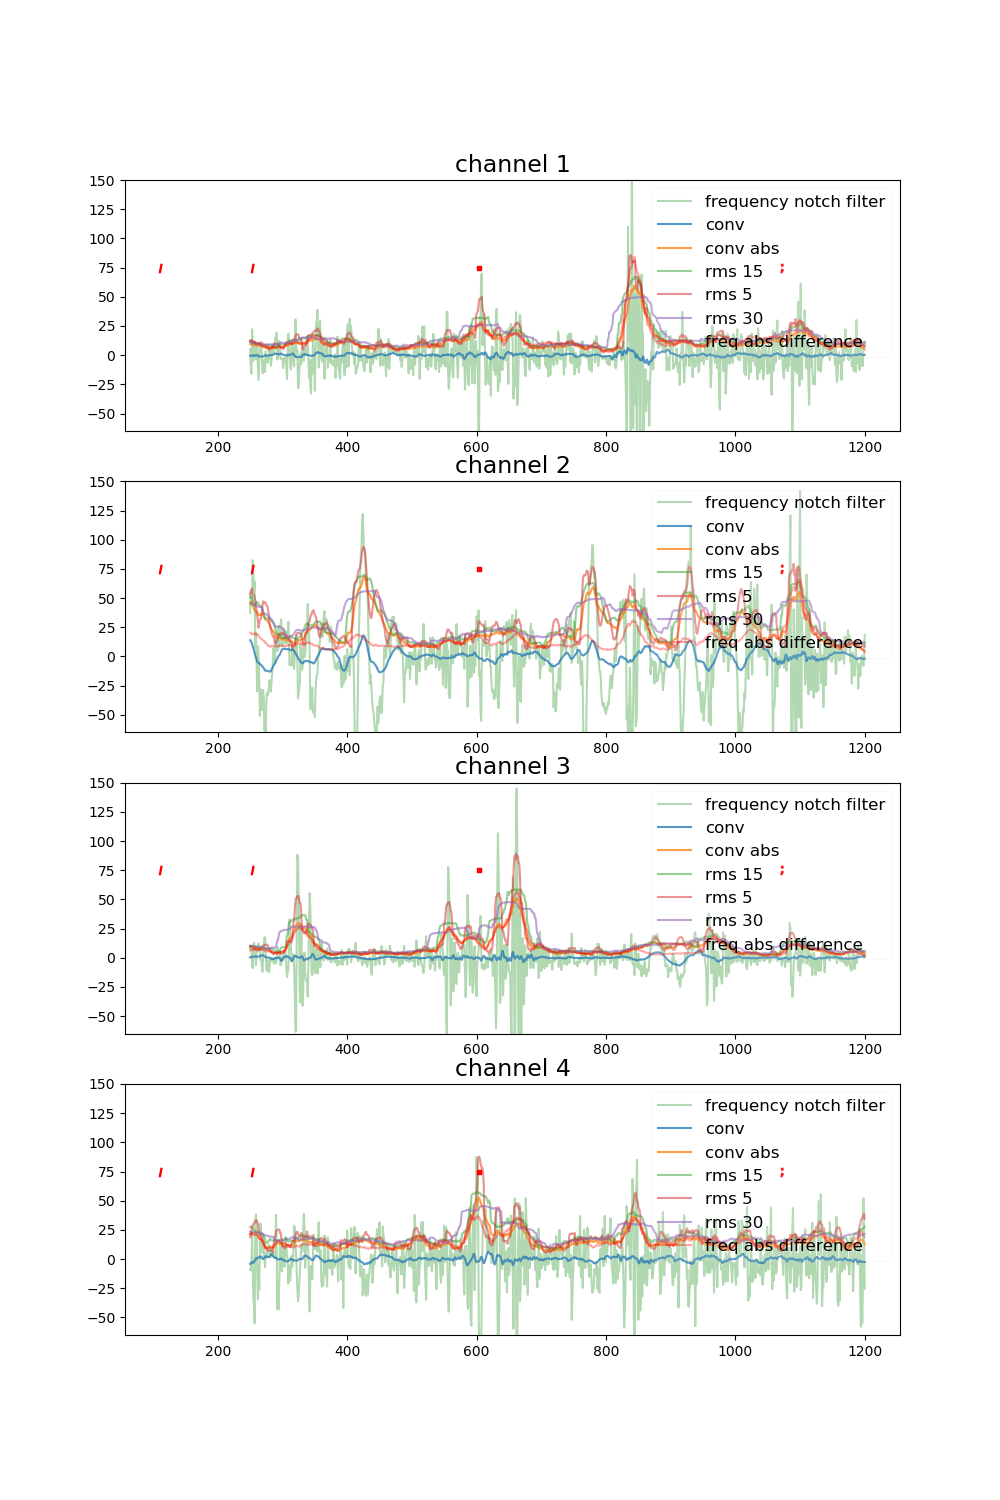 channel 1
150
125
100
75
50
25
0
−25
−50
frequency notch filter
conv
conv abs
rms 15
rms 5
rms 30
freq abs difference
/ / . ;
200 400 600 800 1000 1200
channel 2
150
125
100
75
50
25
0
−25
−50
frequency notch filter
conv
conv abs
rms 15
rms 5
rms 30
freq abs difference
/ / . ;
200 400 600 800 1000 1200
channel 3
150
125
100
75
50
25
0
−25
−50
frequency notch filter
conv
conv abs
rms 15
rms 5
rms 30
freq abs difference
/ / . ;
200 400 600 800 1000 1200
channel 4
150
125
100
75
50
25
0
−25
−50
frequency notch filter
conv
conv abs
rms 15
rms 5
rms 30
freq abs difference
/ / . ;
200 400 600 800 1000 1200